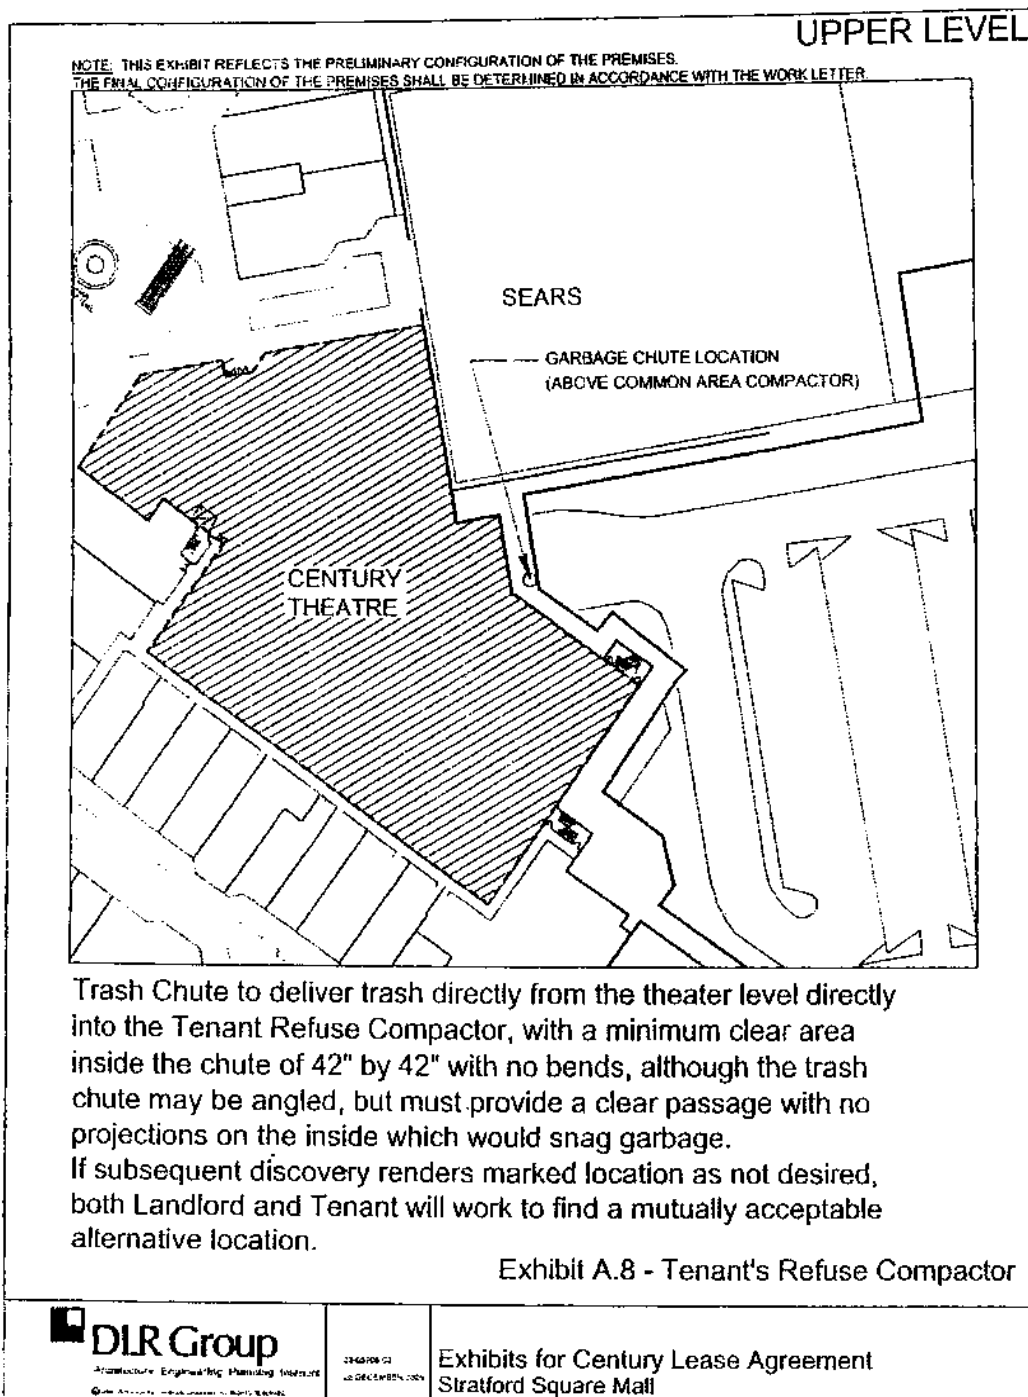 UPPER LEVEL
NOTE: THIS EXHIBIT REFLECTS THE PRELIMINARY CONFIGURATION OF THE PREMISES.
THE FINAL CONFIGURATION OF THE PREMISES SHALL BE DETERMINED IN ACCORDANCE WITH THE WORK LETTER.
SEARS
GARBAGE CHUTE LOCATION
(ABOVE COMMON AREA COMPACTOR)
CENTURY
THEATRE
Trash Chute to deliver trash directly from the theater level directly
into the Tenant Refuse Compactor, with a minimum clear area
inside the chute of 42" by 42" with no bends, although the trash
chute may be angled, but must provide a clear passage with no
projections on the inside which would snag garbage.
If subsequent discovery renders marked location as not desired,
both Landlord and Tenant will work to find a mutually acceptable
alternative location.
Exhibit A.8 - Tenant's Refuse Compactor
DLR Group
Architecture Engineering Planning Interiors
Exhibits for Century Lease Agreement
Stratford Square Mall